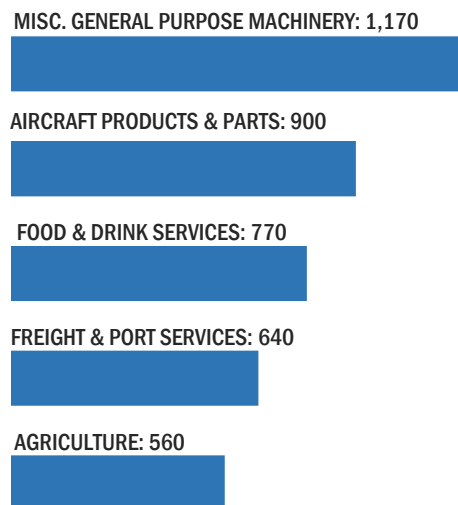 MISC. GENERAL PURPOSE MACHINERY: 1,170
AIRCRAFT PRODUCTS & PARTS: 900
FOOD & DRINK SERVICES: 770
FREIGHT & PORT SERVICES: 640
AGRICULTURE: 560